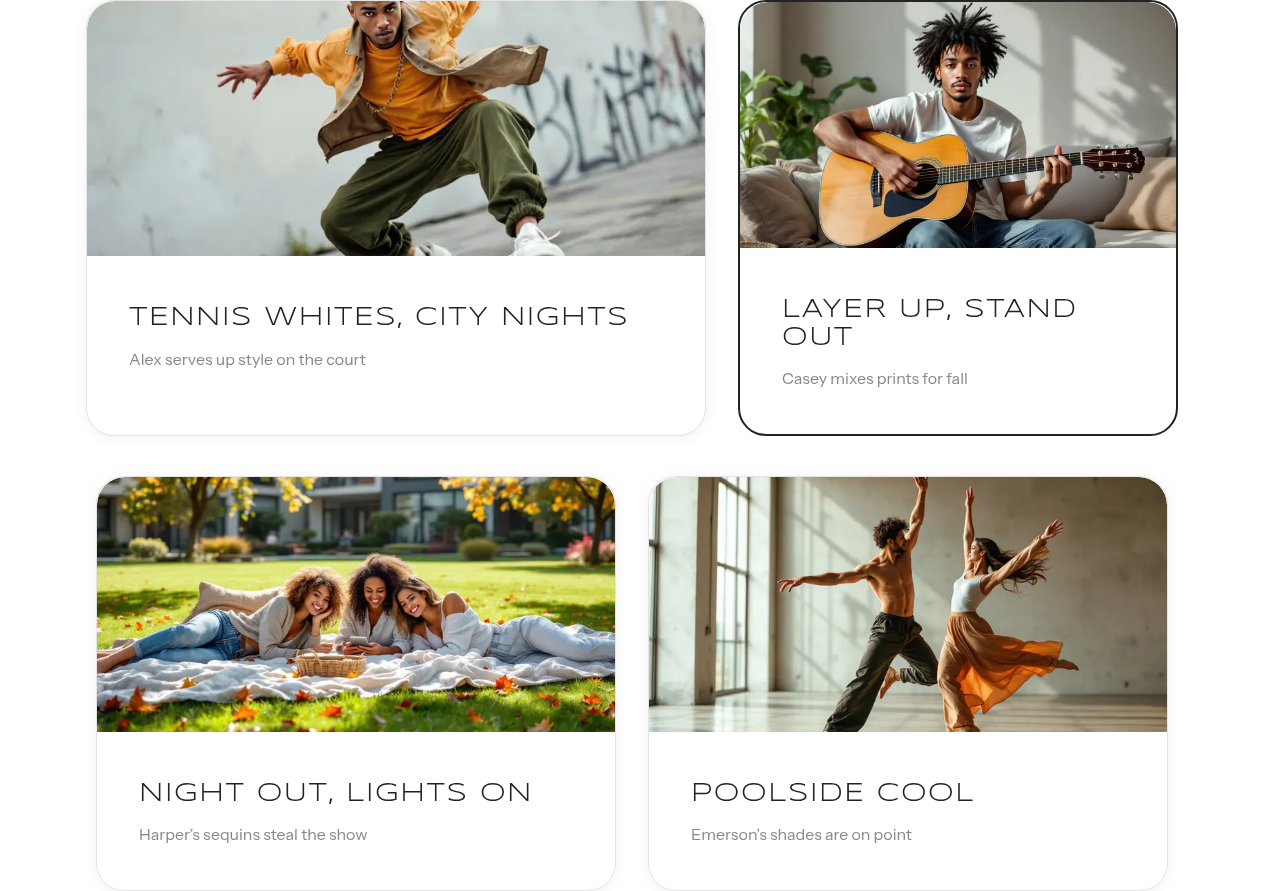 TENNIS WHITES, CITY NIGHTS
Alex serves up style on the court
LAYER UP, STAND
OUT
Casey mixes prints for fall
NIGHT OUT, LIGHTS ON
Harper’s sequins steal the show
POOLSIDE COOL
Emerson’s shades are on point